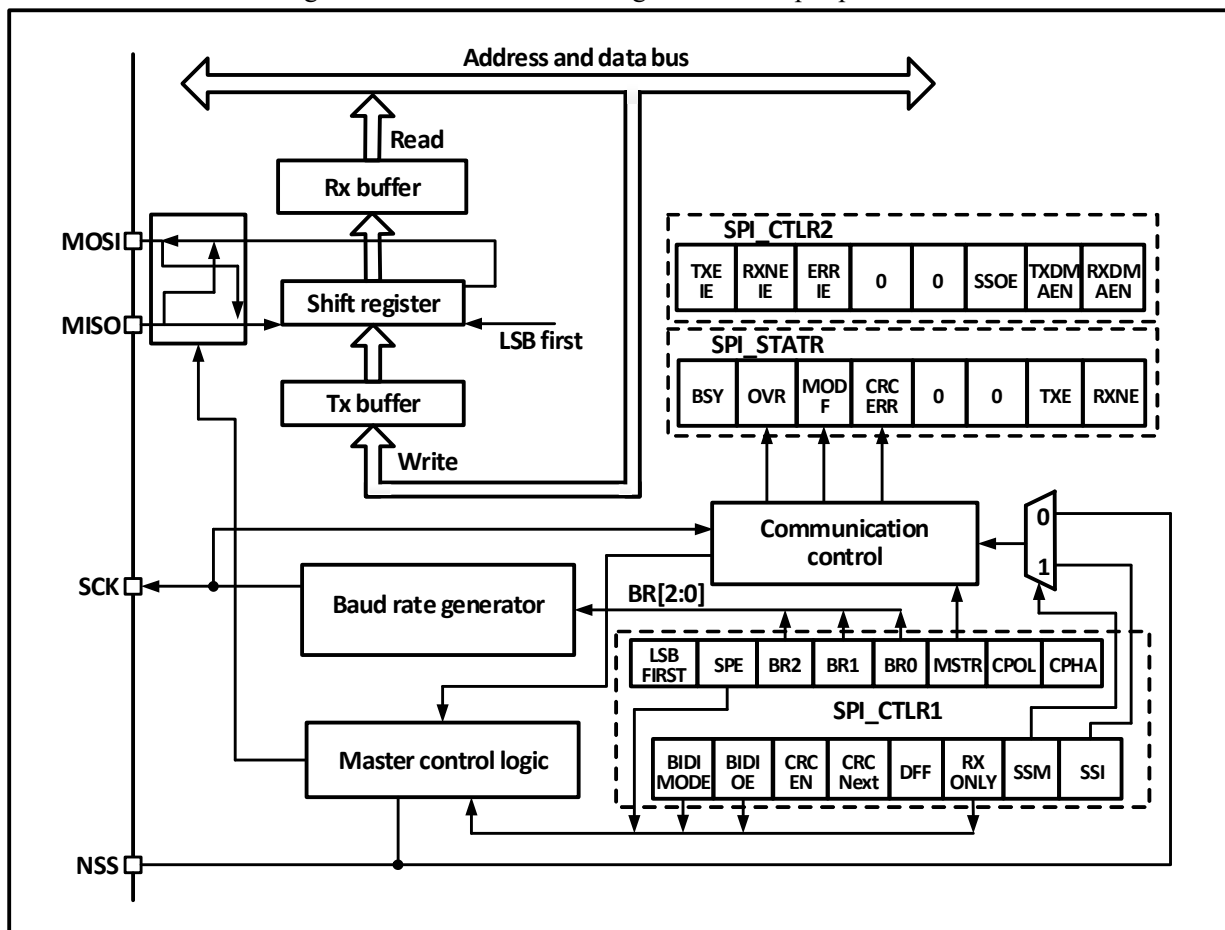 Address and data bus
Read
Rx buffer
MOSI
MISO
Shift register
LSB first
Tx buffer
Write
SPI_CTLR2
TXE
IE
RXNE
IE
ERR
IE
0
0
SSOE
TXDM
AEN
RXDM
AEN
SPI_STATR
BSY
OVR
MOD
F
CRC
ERR
0
0
TXE
RXNE
Communication
control
0
1
SCK
Baud rate generator
BR[2:0]
LSB
FIRST
SPE
BR2
BR1
BR0
MSTR
CPOL
CPHA
SPI_CTLR1
Master control logic
BIDI
MODE
BIDI
OE
CRC
EN
CRC
Next
DFF
RX
ONLY
SSM
SSI
NSS